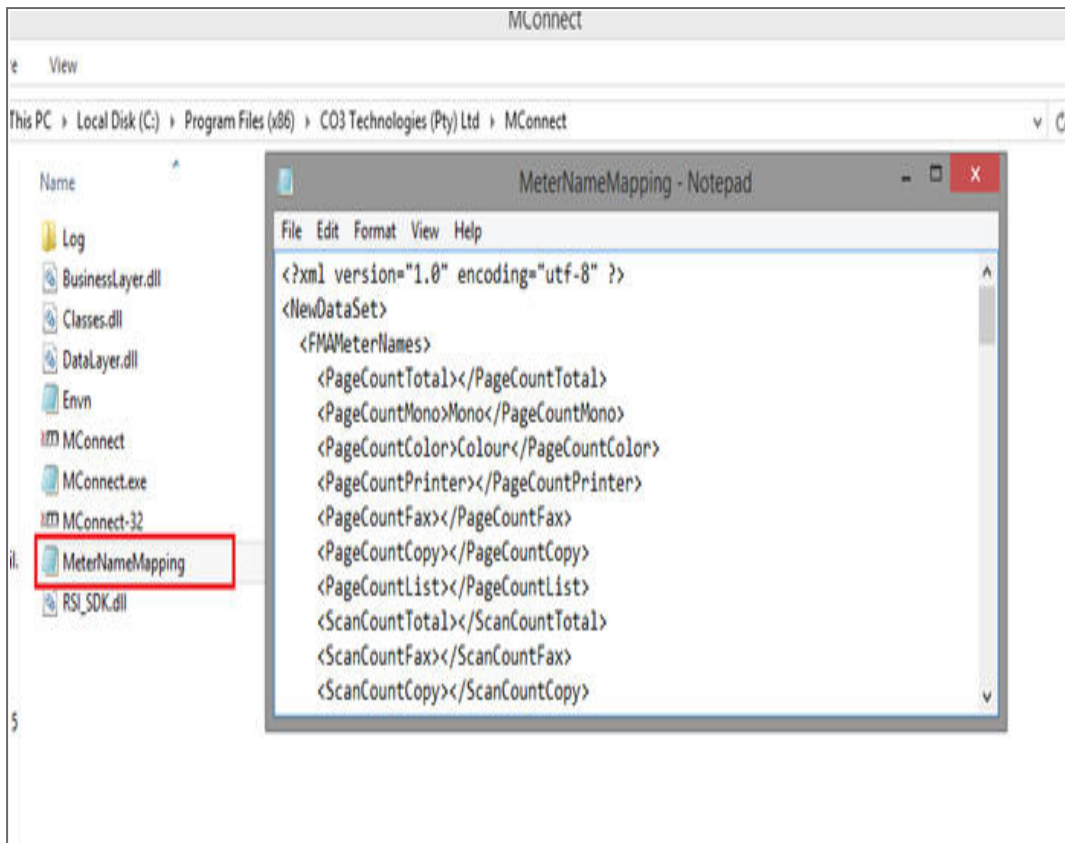 MConnect
View
This PC › Local Disk (C:) › Program Files (x86) › CO3 Technologies (Pty) Ltd › MConnect
Name
Log
BusinessLayer.dll
Classes.dll
DataLayer.dll
Envn
MConnect
MConnect.exe
MConnect-32
MeterNameMapping
RSI_SDK.dll
5
MeterNameMapping - Notepad
File Edit Format View Help
<?xml version="1.0" encoding="utf-8" ?>
<NewDataSet>
<FMAMeterNames>
<PageCountTotal></PageCountTotal>
<PageCountMono>Mono</PageCountMono>
<PageCountColor>Colour</PageCountColor>
<PageCountPrinter></PageCountPrinter>
<PageCountFax></PageCountFax>
<PageCountCopy></PageCountCopy>
<PageCountList></PageCountList>
<ScanCountTotal></ScanCountTotal>
<ScanCountFax></ScanCountFax>
<ScanCountCopy></ScanCountCopy>